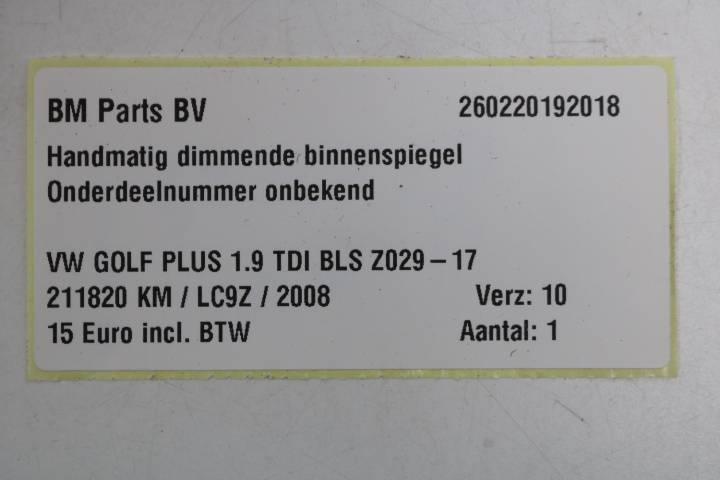 BM Parts BV 260220192018
Handmatig dimmende binnenspiegel
Onderdeelnummer onbekend
VW GOLF PLUS 1.9 TDI BLS Z029-17
211820 KM / LC9Z / 2008 Verz: 10
15 Euro incl. BTW Aantal: 1